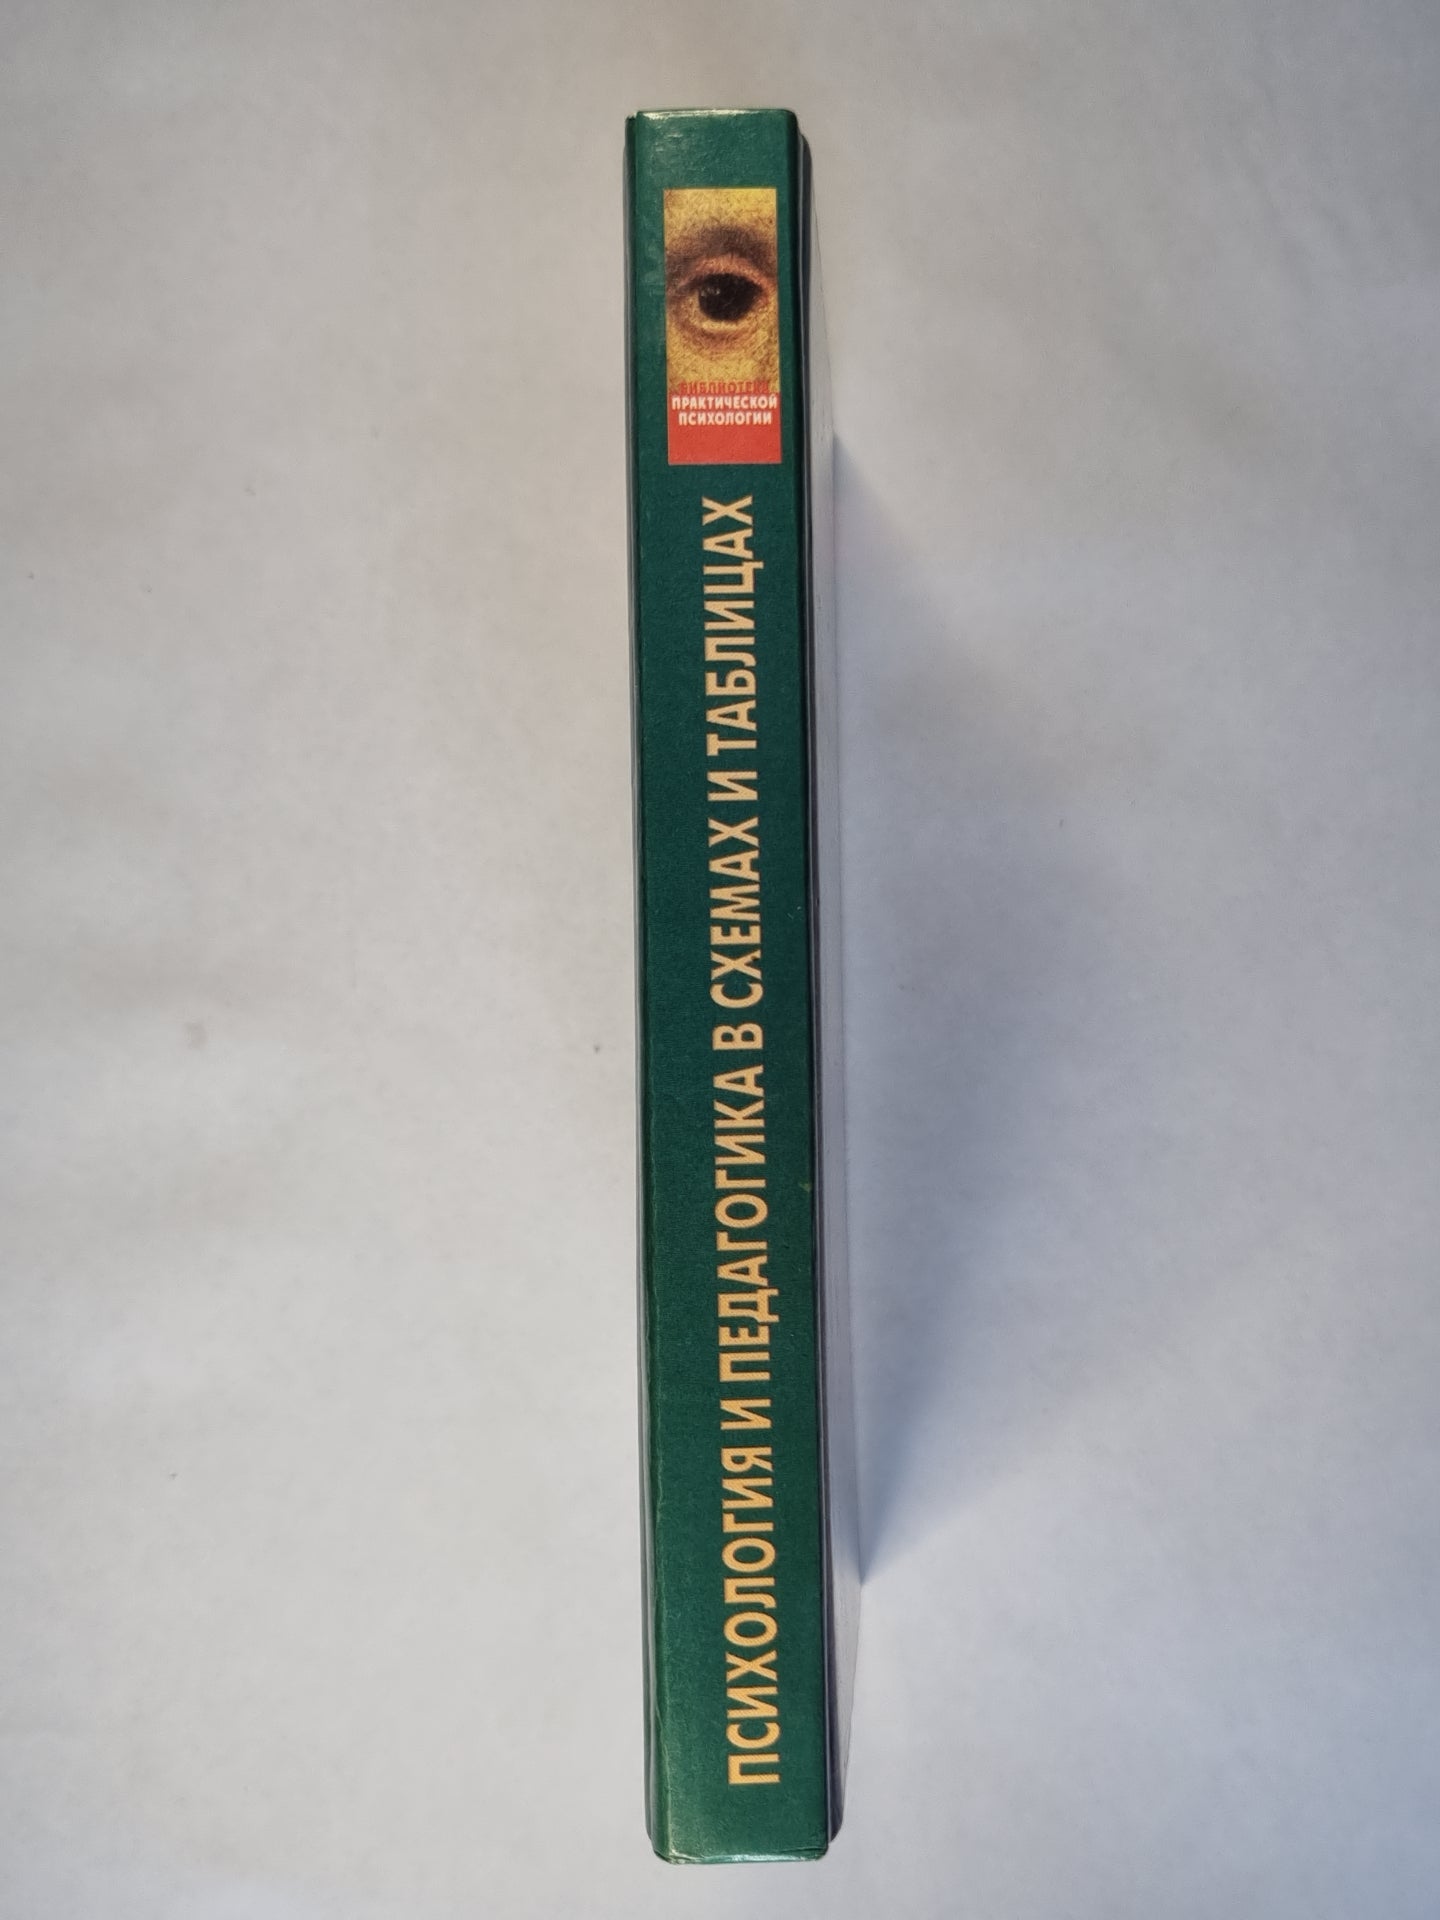 БИБЛИОТЕКА
ПРАКТИЧЕСКОЙ
ПСИХОЛОГИИ
ПСИХОЛОГИЯ И ПЕДАГОГИКА В СХЕМАХ И ТАБЛИЦАХ